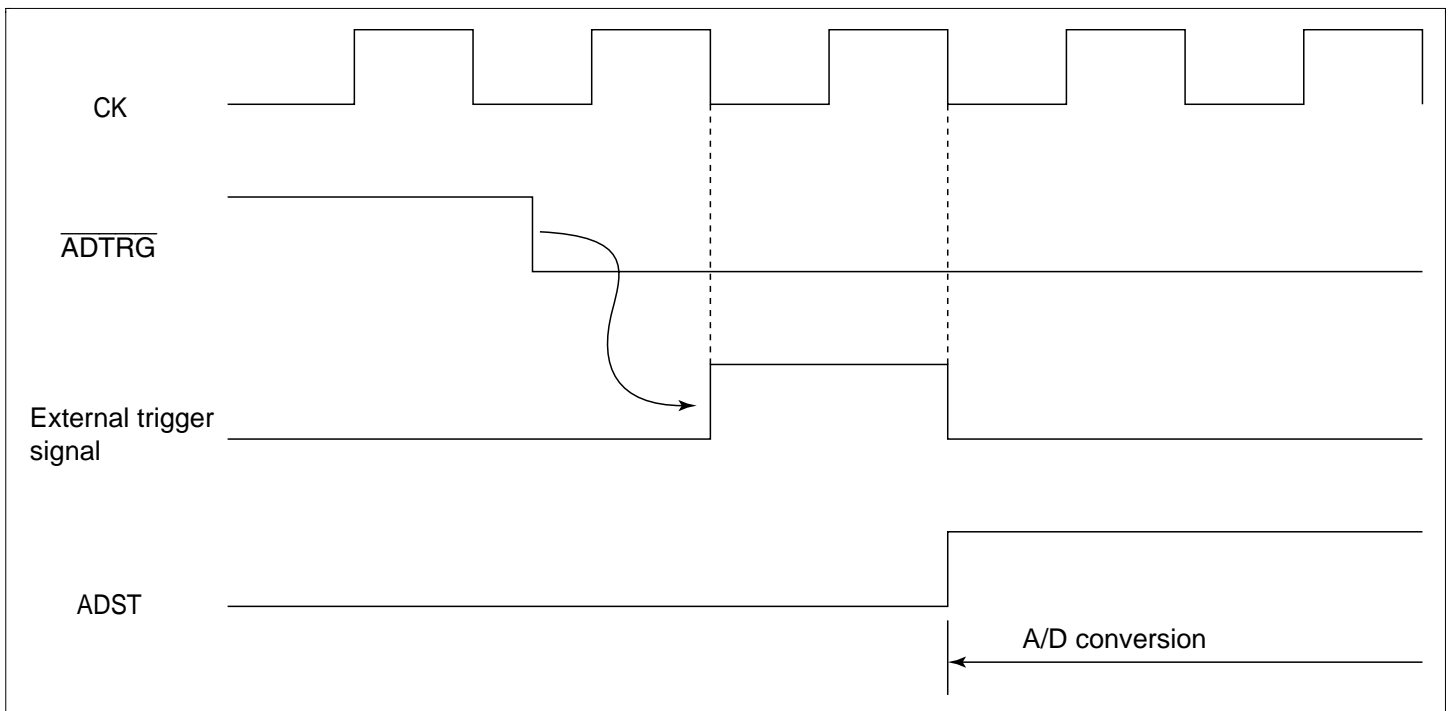 CK
ADTRG
External trigger
signal
ADST
A/D conversion